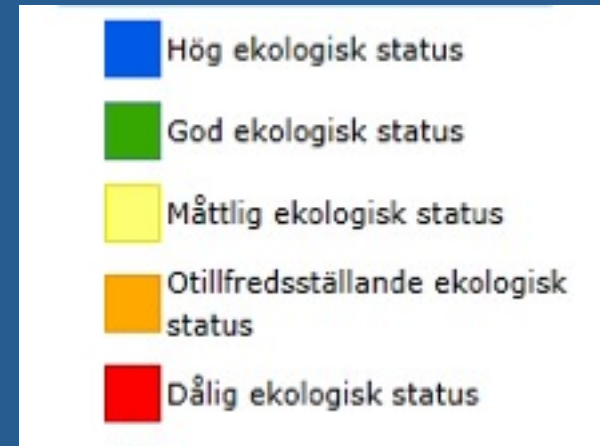 Hög ekologisk status
God ekologisk status
Måttlig ekologisk status
Otillfredsställande ekologisk
status
Dålig ekologisk status